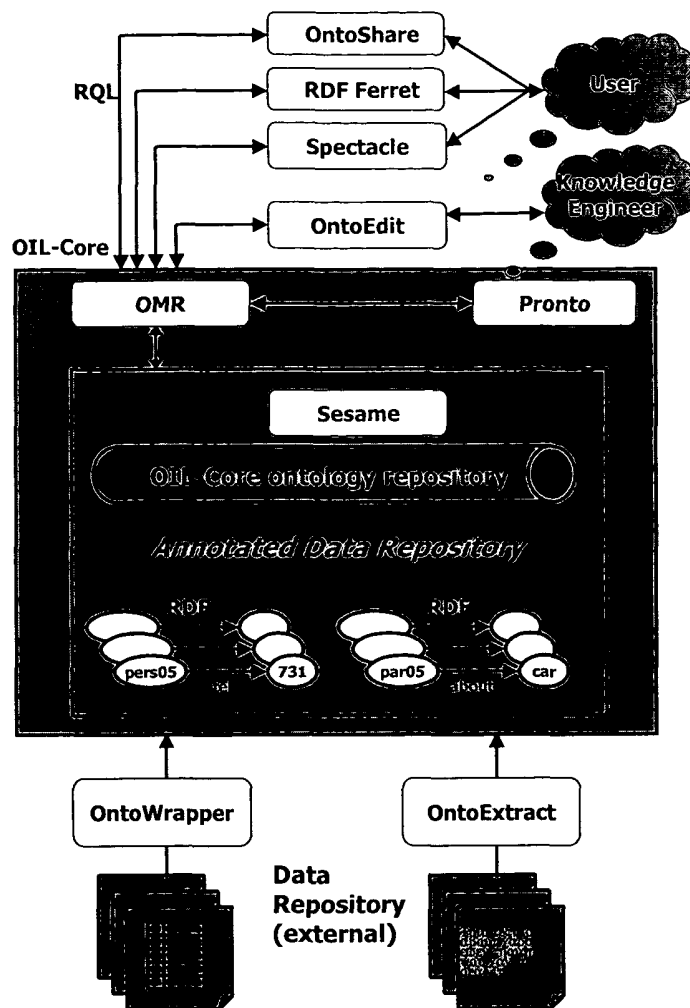 OntoShare
RQL
RDF Ferret
User
Spectacle
Knowledge
Engineer
OntoEdit
OIL-Core
OMR
Pronto
Sesame
OIL-Core ontology repository
Annotated Data Repository
RDF
RDF
pers05
731
par05
car
tel
about
OntoWrapper
OntoExtract
Data
Repository
(external)